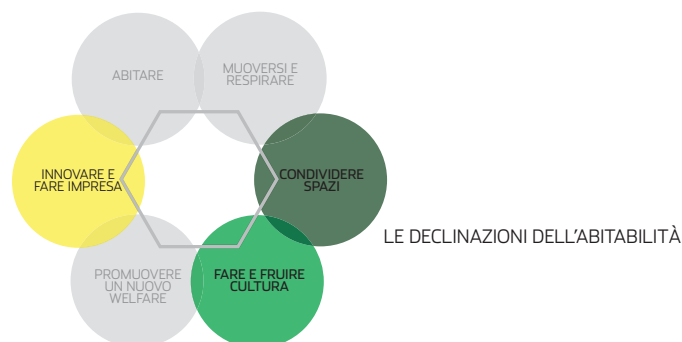 ABITARE
MUOVERSI E
RESPIRARE
INNOVARE E
FARE IMPRESA
CONDIVIDERE
SPAZI
LE DECLINAZIONI DELL'ABITABILITÀ
PROMUOVERE
UN NUOVO
WELFARE
FARE E FRUIRE
CULTURA